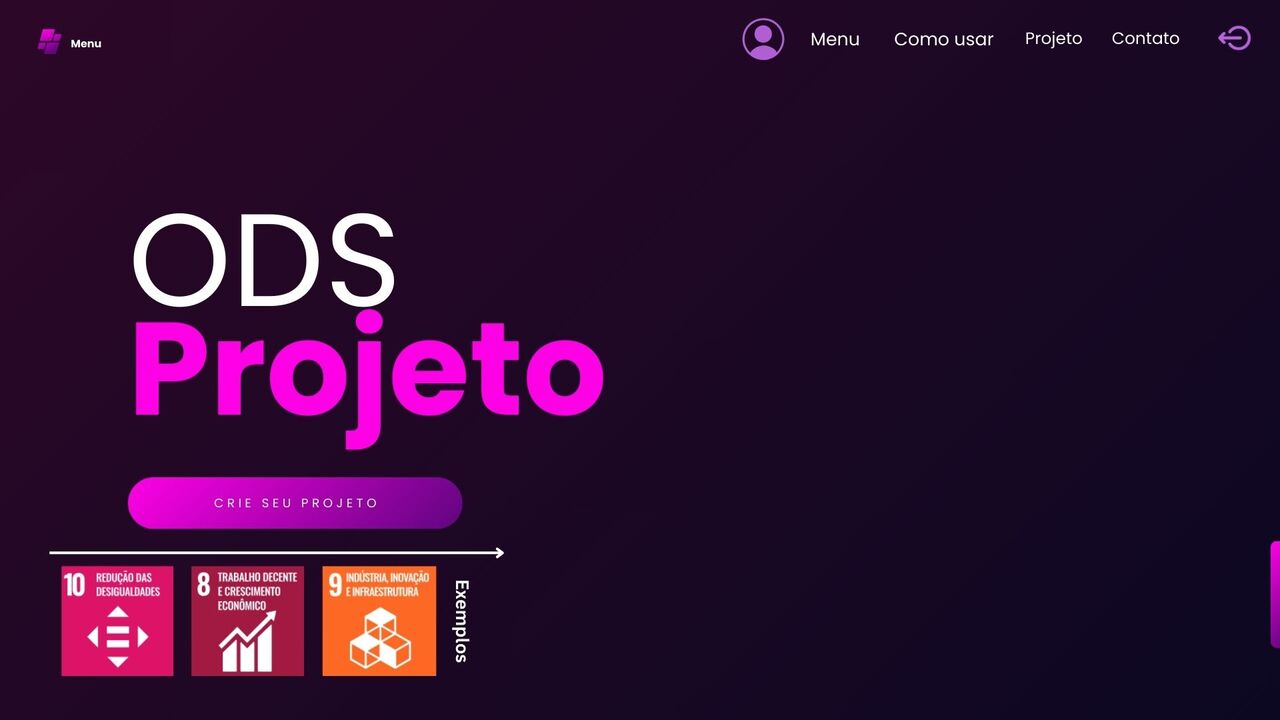 Menu
Menu
Como usar
Projeto
Contato
ODS
Projeto
CRIE SEU PROJETO
10
REDUÇÃO DAS
DESIGUALDADES
8
TRABALHO DECENTE
E CRESCIMENTO
ECONÔMICO
9
INDÚSTRIA, INOVAÇÃO
E INFRAESTRUTURA
Exemplos